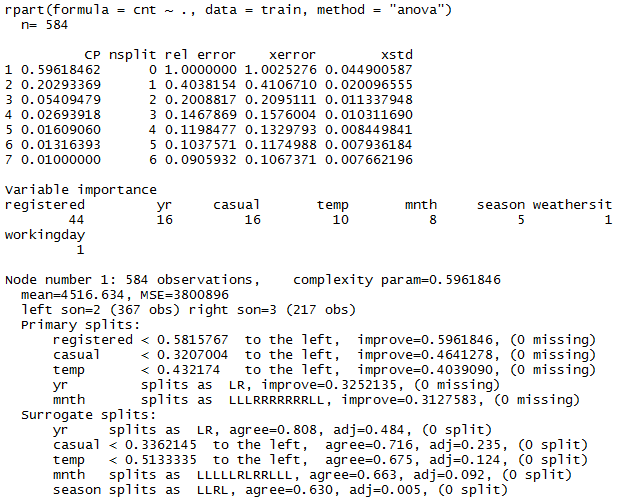 rpart(formula = cnt ~ ., data = train, method = "anova")
  n= 584

          CP nsplit rel error    xerror        xstd
1 0.59618462      0 1.0000000 1.0025276 0.044900587
2 0.20293369      1 0.4038154 0.4106710 0.020096555
3 0.05409479      2 0.2008817 0.2095111 0.011337948
4 0.02693918      3 0.1467869 0.1576004 0.010311690
5 0.01609060      4 0.1198477 0.1329793 0.008449841
6 0.01316393      5 0.1037571 0.1174988 0.007936184
7 0.01000000      6 0.0905932 0.1067371 0.007662196

Variable importance
registered         yr     casual       temp       mnth     season weathersit
        44         16         16         10          8          5          1
workingday
         1

Node number 1: 584 observations,    complexity param=0.5961846
  mean=4516.634, MSE=3800896
  left son=2 (367 obs) right son=3 (217 obs)
  Primary splits:
      registered < 0.5815767  to the left,  improve=0.5961846, (0 missing)
      casual     < 0.3207004  to the left,  improve=0.4641278, (0 missing)
      temp       < 0.432174   to the left,  improve=0.4039090, (0 missing)
      yr         splits as  LR, improve=0.3252135, (0 missing)
      mnth       splits as  LLLRRRRRRRLL, improve=0.3127583, (0 missing)
  Surrogate splits:
      yr     splits as  LR, agree=0.808, adj=0.484, (0 split)
      casual < 0.3362145  to the left,  agree=0.716, adj=0.235, (0 split)
      temp   < 0.5133335  to the left,  agree=0.675, adj=0.124, (0 split)
      mnth   splits as  LLLLLRLRRLLL, agree=0.663, adj=0.092, (0 split)
      season splits as  LLRL, agree=0.630, adj=0.005, (0 split)